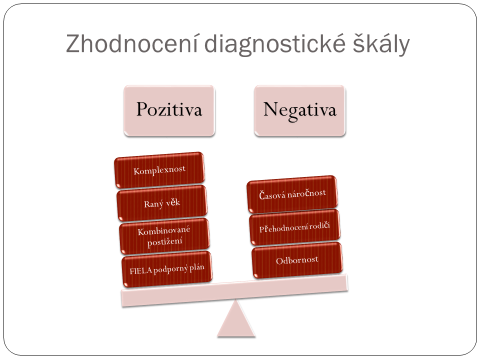 Zhodnocení diagnostické škály
Pozitiva
Negativa
Komplexnost
Raný věk
Kombinované
postižení
FIELA podporný plán
Časová náročnost
Přehodnocení rodiči
Odbornost